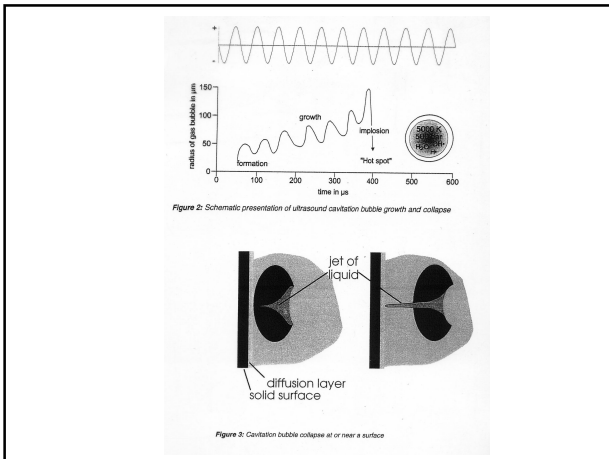 +
-
radius of gas bubble in µm
150
100
50
0
formation
growth
implosion
"Hot spot"
5000 K
500 bar
0 100 200 300 400 500 600
time in µs
Figure 2: Schematic presentation of ultrasound cavitation bubble growth and collapse
jet of
liquid
diffusion layer
solid surface
Figure 3: Cavitation bubble collapse at or near a surface